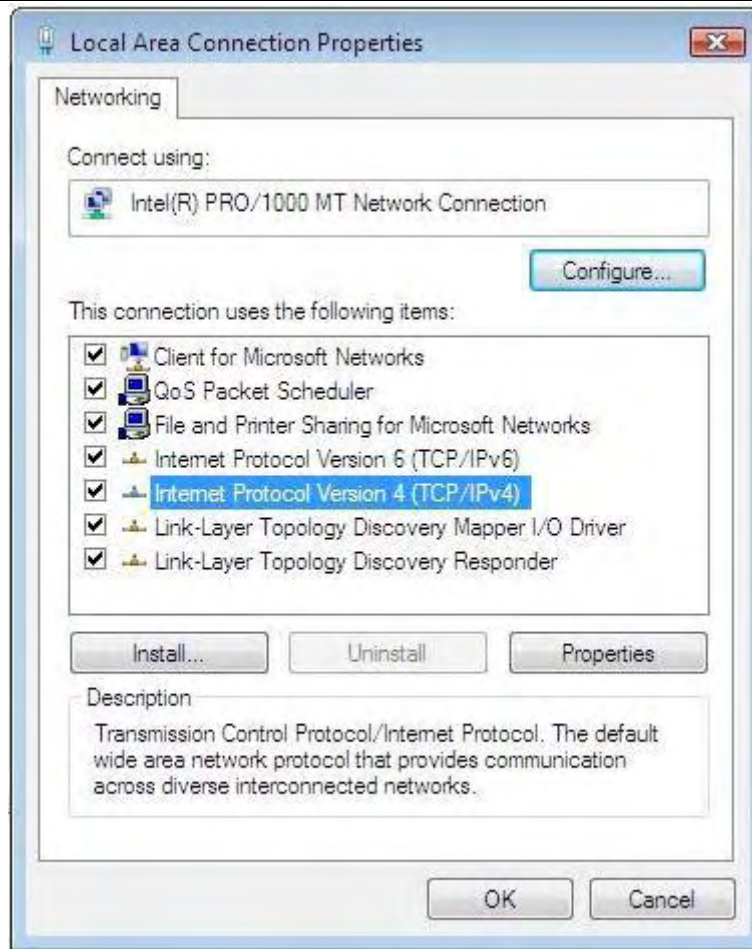 Local Area Connection Properties
Networking
Connect using:
Intel(R) PRO/1000 MT Network Connection
Configure...
This connection uses the following items:
Client for Microsoft Networks
QoS Packet Scheduler
File and Printer Sharing for Microsoft Networks
Internet Protocol Version 6 (TCP/IPv6)
Internet Protocol Version 4 (TCP/IPv4)
Link-Layer Topology Discovery Mapper I/O Driver
Link-Layer Topology Discovery Responder
Install...
Uninstall
Properties
Description
Transmission Control Protocol/Internet Protocol. The default
wide area network protocol that provides communication
across diverse interconnected networks.
OK
Cancel